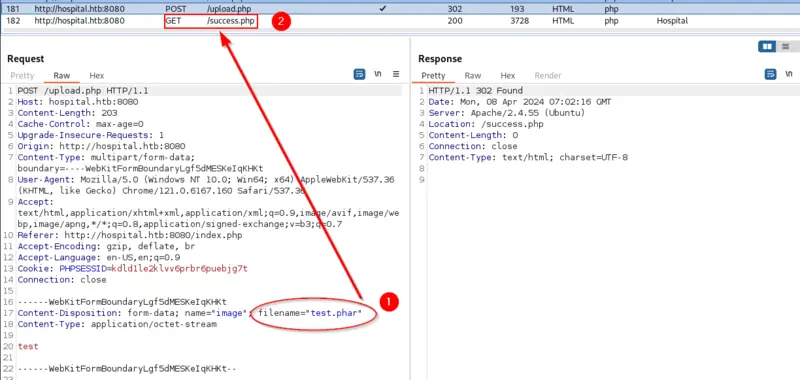 181 http://hospital.htb:8080 POST /upload.php ✓ 302 193 HTML php
182 http://hospital.htb:8080 GET /success.php 2 200 3728 HTML php Hospital
Request
Pretty Raw Hex
\n
1 POST /upload.php HTTP/1.1
2 Host: hospital.htb:8080
3 Content-Length: 203
4 Cache-Control: max-age=0
5 Upgrade-Insecure-Requests: 1
6 Origin: http://hospital.htb:8080
7 Content-Type: multipart/form-data;
boundary=----WebKitFormBoundaryLgf5dMESKeIqKHKt
8 User-Agent: Mozilla/5.0 (Windows NT 10.0; Win64; x64) AppleWebKit/537.36
(KHTML, like Gecko) Chrome/121.0.6167.160 Safari/537.36
9 Accept:
text/html,application/xhtml+xml,application/xml;q=0.9,image/avif,image/we
bp,image/apng,*/*;q=0.8,application/signed-exchange;v=b3;q=0.7
10 Referer: http://hospital.htb:8080/index.php
11 Accept-Encoding: gzip, deflate, br
12 Accept-Language: en-US,en;q=0.9
13 Cookie: PHPSESSID=kdld1le2klvv6prbr6puebjg7t
14 Connection: close
15
16 ------WebKitFormBoundaryLgf5dMESKeIqKHKt
1
17 Content-Disposition: form-data; name="image"; filename="test.phar"
18 Content-Type: application/octet-stream
19
20 test
21
22 ------WebKitFormBoundaryLgf5dMESKeIqKHKt--
23
Response
Pretty Raw Hex Render
\n
1 HTTP/1.1 302 Found
2 Date: Mon, 08 Apr 2024 07:02:16 GMT
3 Server: Apache/2.4.55 (Ubuntu)
4 Location: /success.php
5 Content-Length: 0
6 Connection: close
7 Content-Type: text/html; charset=UTF-8
8
9